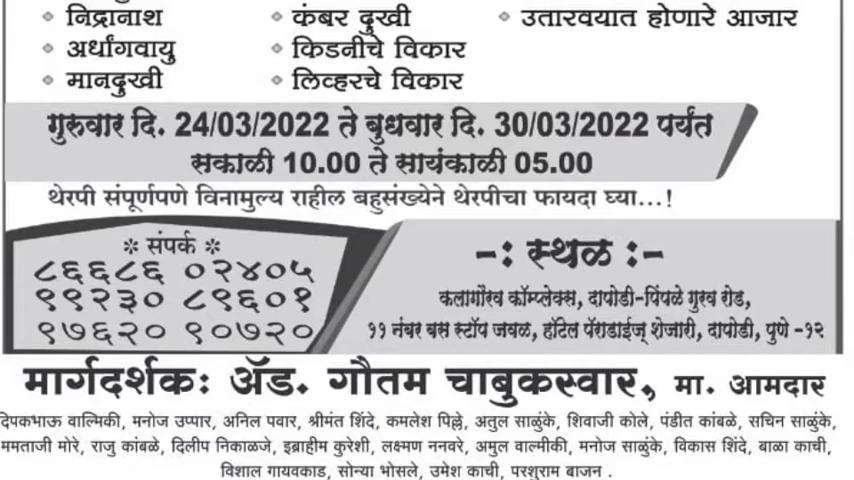 निद्रानाश कंबर दुखी उतारवयात होणारे आजार
अर्धांगवायु किडनीचे विकार
मानदुखी लिव्हरचे विकार
गुरुवार दि. 24/03/2022 ते बुधवार दि. 30/03/2022 पर्यंत
सकाळी 10.00 ते सायंकाळी 05.00
थेरपी संपूर्णपणे विनामुल्य राहील बहुसंख्येने थेरपीचा फायदा घ्या...!
* संपर्क *
८६६८६ ०२४०५
९९२३० ८९६०१
९७६२० ९०७२०
-: स्थळ :-
कलागौरव कॉम्प्लेक्स, दापोडी-पिंपळे गुरव रोड,
११ नंबर बस स्टॉप जवळ, हॉटेल पॅराडाईज् शेजारी, दापोडी, पुणे -१२
मार्गदर्शकः ॲड. गौतम चाबुकस्वार, मा. आमदार
दिपकभाऊ वाल्मिकी, मनोज उप्पार, अनिल पवार, श्रीमंत शिंदे, कमलेश पिल्ले, अतुल साळुंके, शिवाजी कोले, पंडीत कांबळे, सचिन साळुंके,
ममताजी मोरे, राजु कांबळे, दिलीप निकाळजे, इब्राहीम कुरेशी, लक्ष्मण ननवरे, अमुल वाल्मीकी, मनोज साळुंके, विकास शिंदे, बाळा काची,
विशाल गायवकाड, सोन्या भोसले, उमेश काची, परशुराम बाजन .